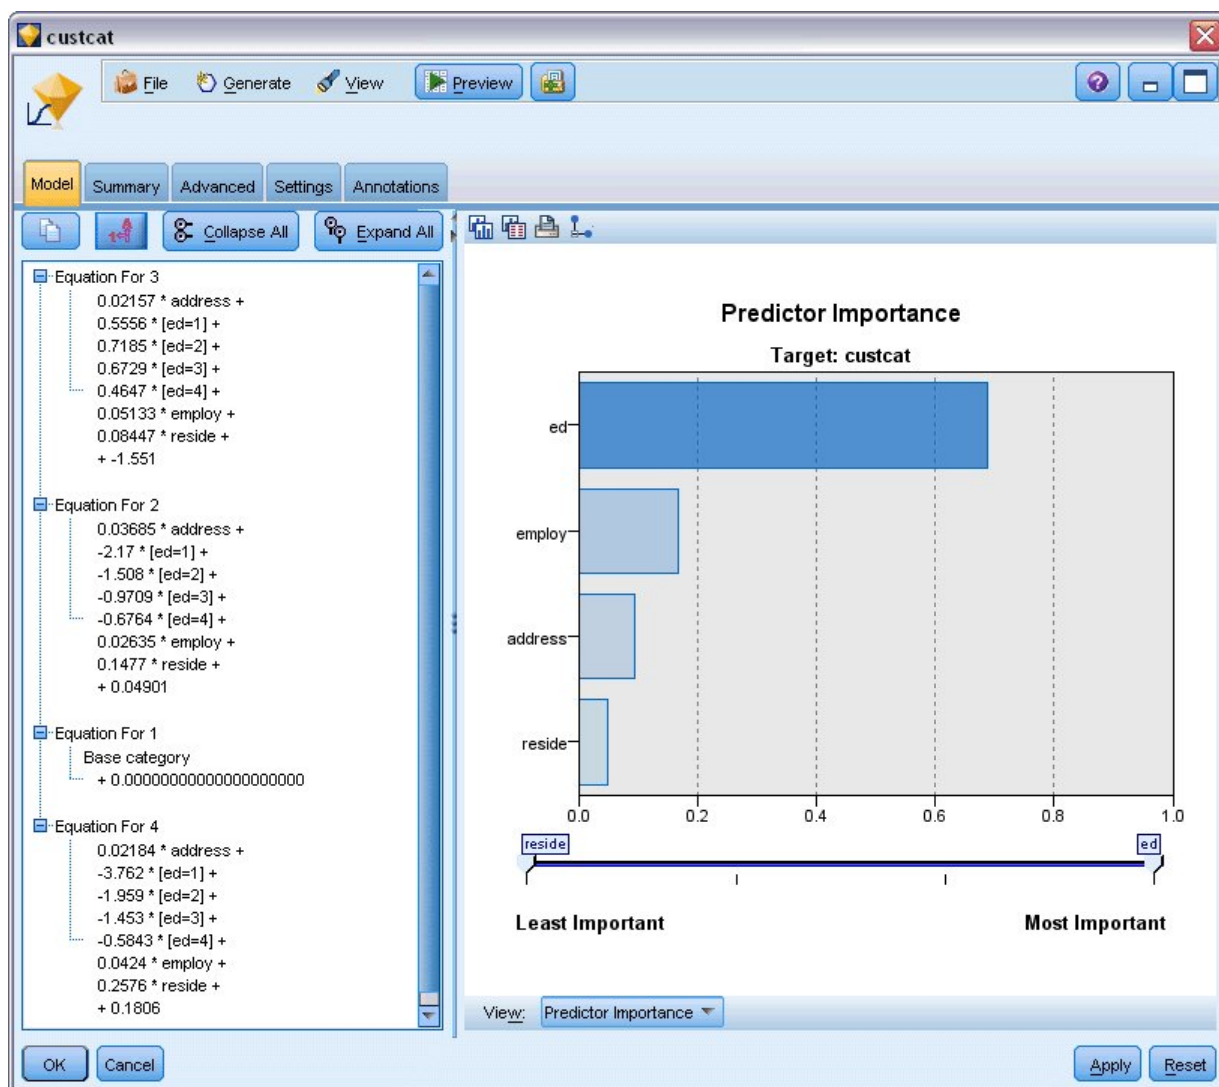 custcat
File Generate View Preview
Model Summary Advanced Settings Annotations
Collapse All Expand All
Equation For 3
0.02157 * address +
0.5556 * [ed=1] +
0.7185 * [ed=2] +
0.6729 * [ed=3] +
0.4647 * [ed=4] +
0.05133 * employ +
0.08447 * reside +
+ -1.551
Equation For 2
0.03685 * address +
-2.17 * [ed=1] +
-1.508 * [ed=2] +
-0.9709 * [ed=3] +
-0.6764 * [ed=4] +
0.02635 * employ +
0.1477 * reside +
+ 0.04901
Equation For 1
Base category
+ 0.00000000000000000000
Equation For 4
0.02184 * address +
-3.762 * [ed=1] +
-1.959 * [ed=2] +
-1.453 * [ed=3] +
-0.5843 * [ed=4] +
0.0424 * employ +
0.2576 * reside +
+ 0.1806
Predictor Importance
Target: custcat
ed
employ
address
reside
0.0 0.2 0.4 0.6 0.8 1.0
reside ed
Least Important Most Important
View: Predictor Importance
OK Cancel Apply Reset